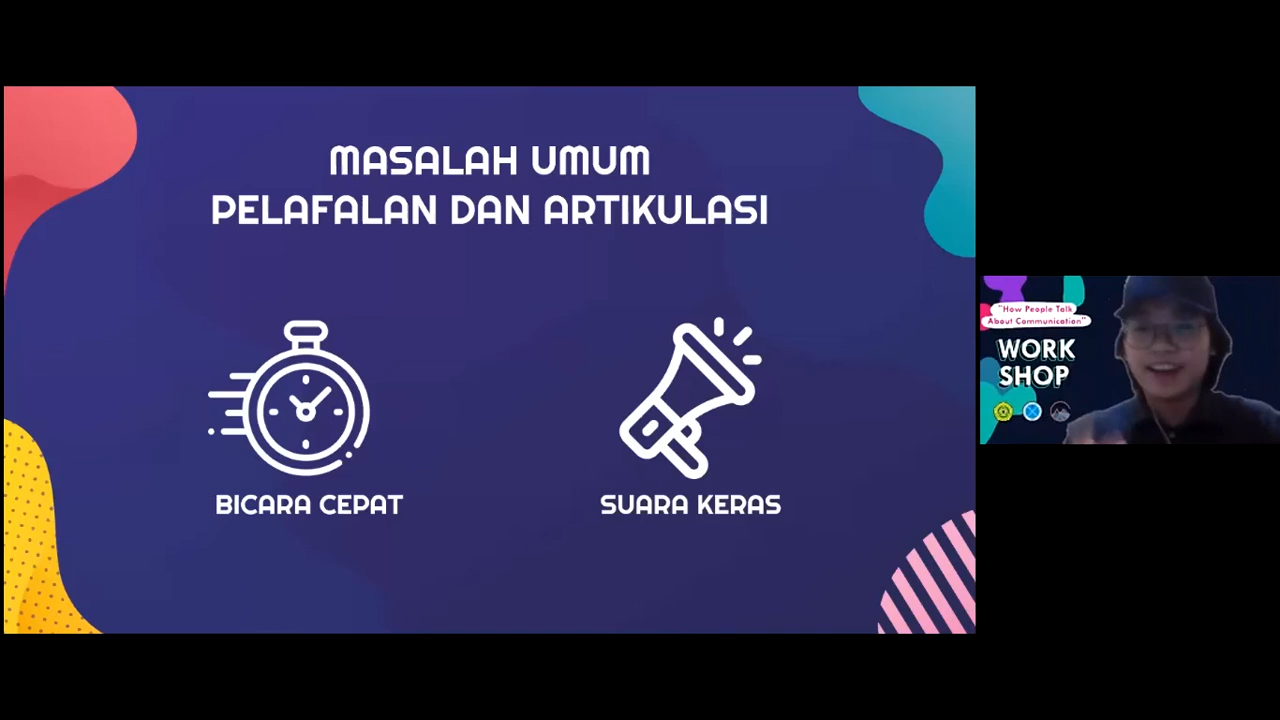 MASALAH UMUM
PELAFALAN DAN ARTIKULASI
BICARA CEPAT
SUARA KERAS
"How People Talk
About Communication"
WORK
SHOP